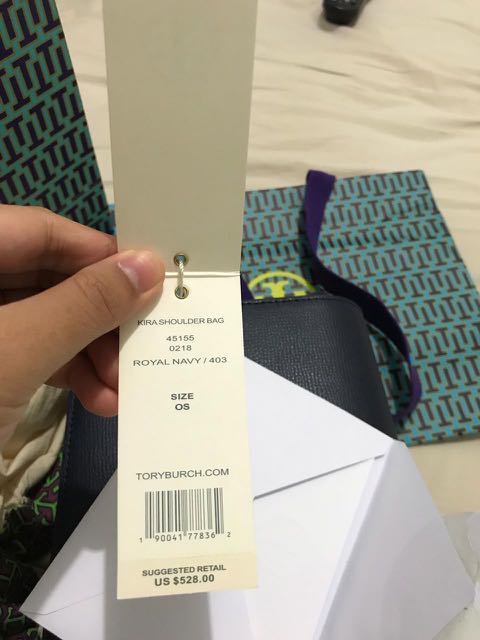 KIRA SHOULDER BAG
45155
0218
ROYAL NAVY / 403
SIZE
OS
TORYBURCH.COM
1 90041 77836 2
SUGGESTED RETAIL
US $528.00